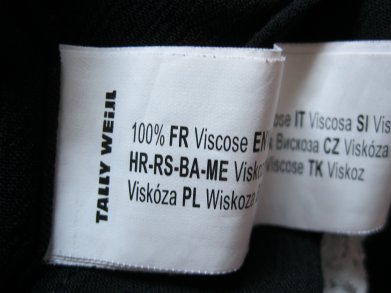 TALLY WEiJL
100% FR Viscose EN
HR-RS-BA-ME
Viskóza PL Wiskoza
IT Viscosa SI
Вискоза CZ Viskóza
Viscose TK Viskoz